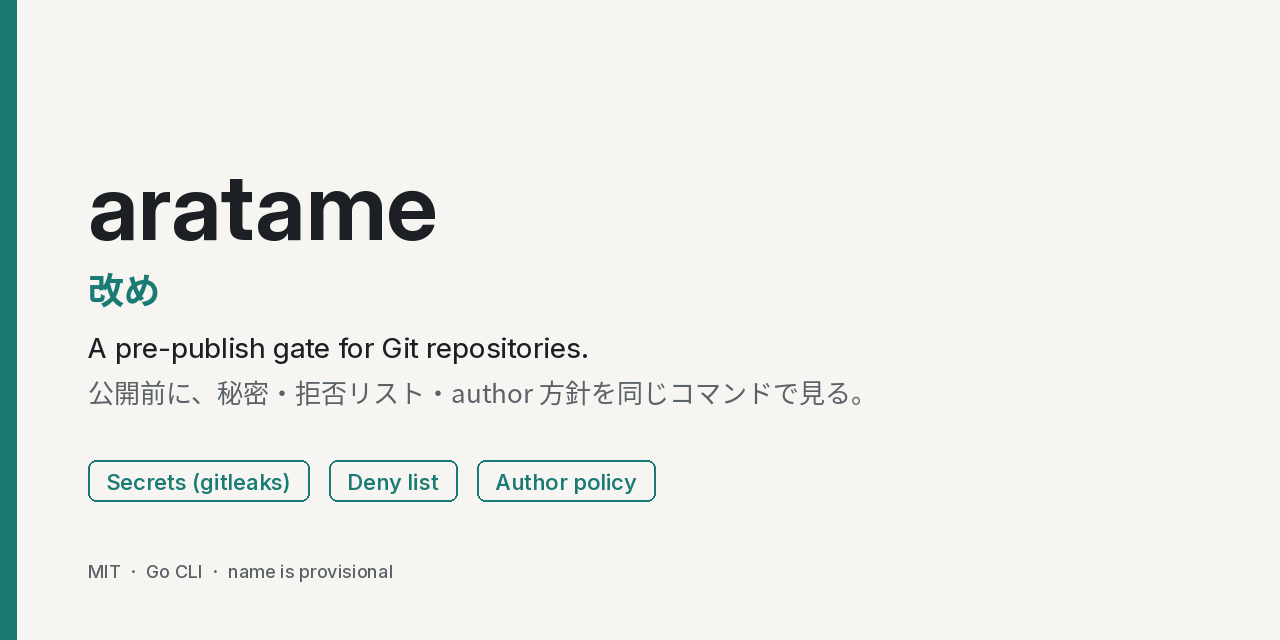 aratame
改め
A pre-publish gate for Git repositories.
公開前に、秘密・拒否リスト・author 方針を同じコマンドで見る。
Secrets (gitleaks) Deny list Author policy
MIT · Go CLI · name is provisional